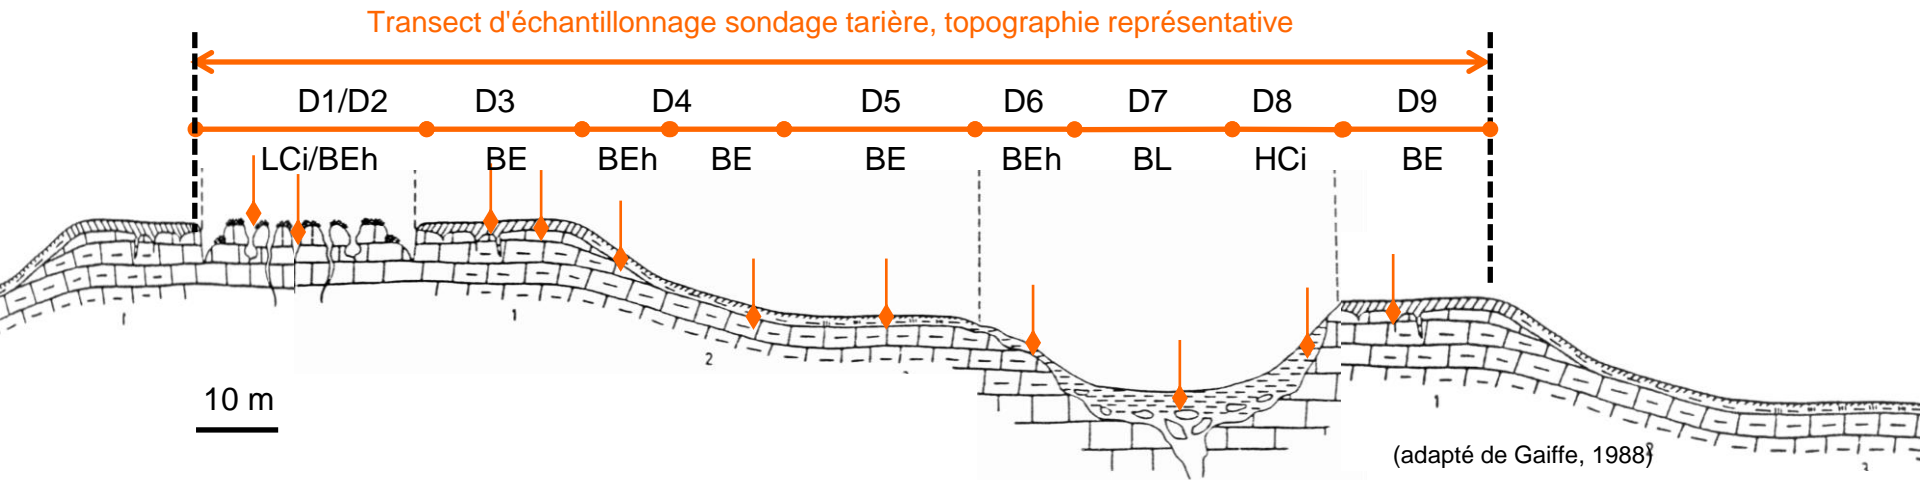 Transect d'échantillonnage sondage tarière, topographie représentative
D1/D2 D3 D4 D5 D6 D7 D8 D9
LCi/BEh BE BEh BE BE BEh BL HCi BE
1 1 2 1 3
10 m
(adapté de Gaiffe, 1988)